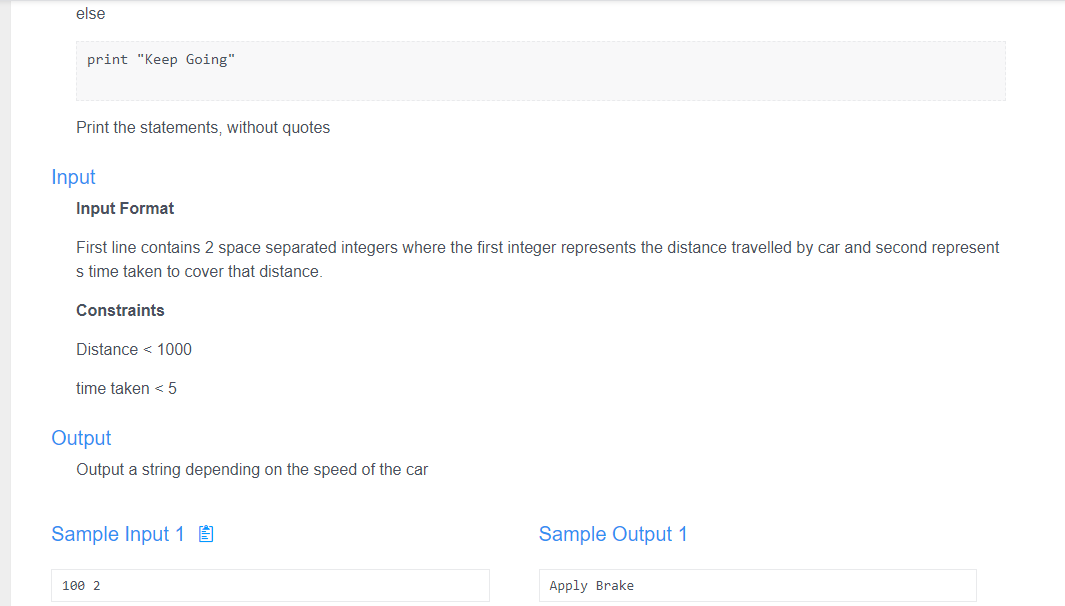 else
print "Keep Going"
Print the statements, without quotes
Input
Input Format
First line contains 2 space separated integers where the first integer represents the distance travelled by car and second represent
s time taken to cover that distance.
Constraints
Distance < 1000
time taken < 5
Output
Output a string depending on the speed of the car
Sample Input 1
Sample Output 1
100 2
Apply Brake